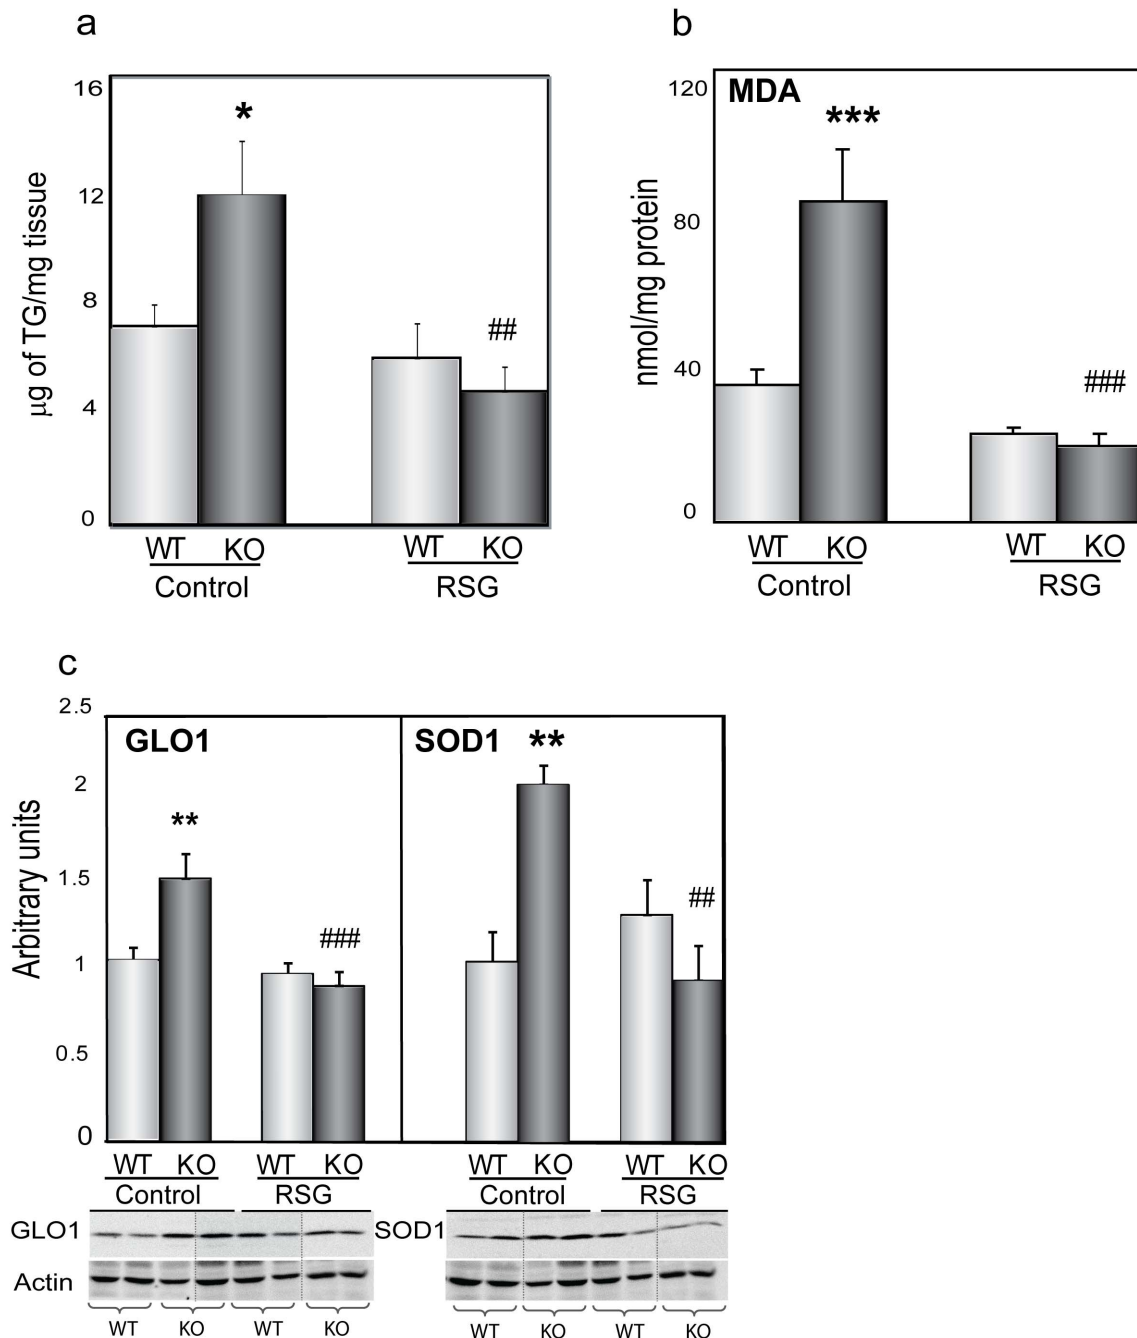 a
16
12
8
4
0
µg of TG/mg tissue
*
##
WT KO WT KO
Control RSG
b
120
80
40
0
nmol/mg protein
MDA
***
###
WT KO WT KO
Control RSG
c
2.5
2
1.5
1
0.5
0
Arbitrary units
GLO1
**
###
SOD1
**
##
WT KO WT KO WT KO WT KO
Control RSG Control RSG
GLO1 SOD1
Actin
WT KO WT KO WT KO WT KO